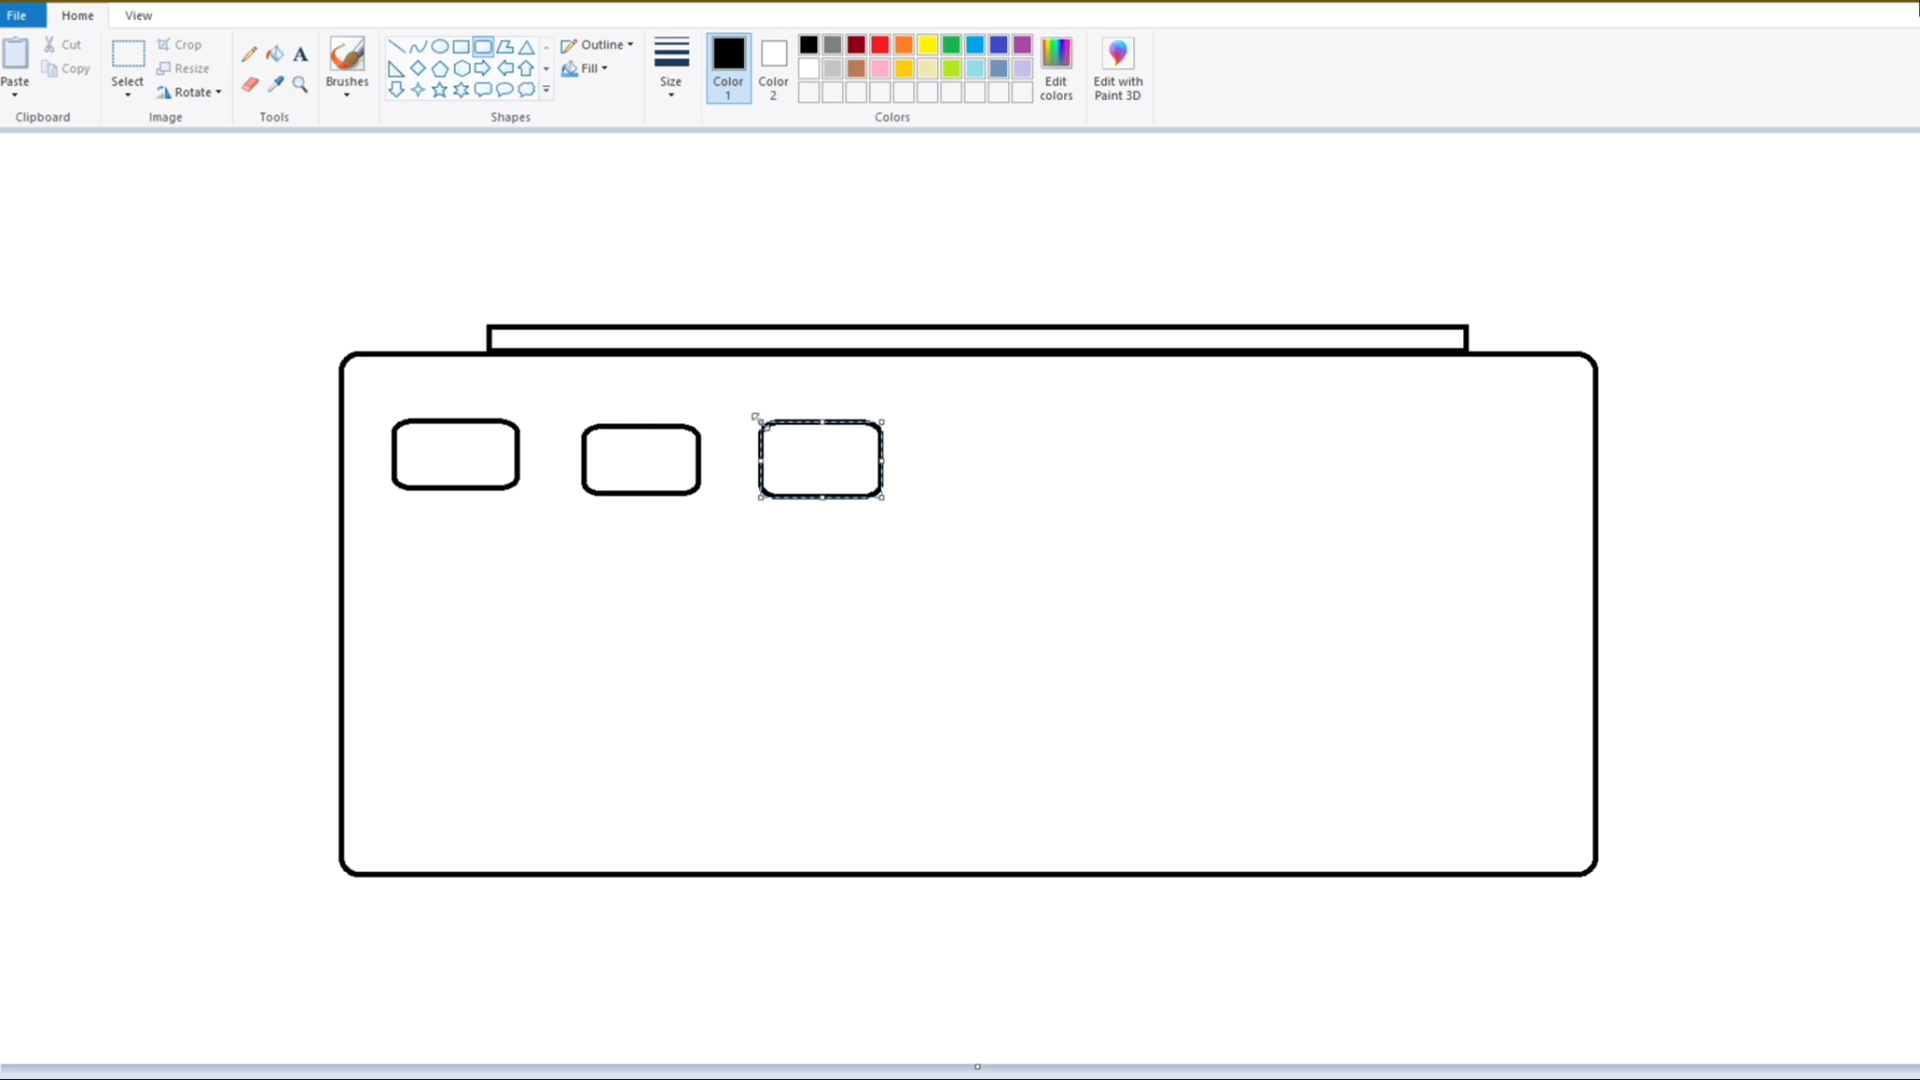 File Home View
Paste
Cut
Copy
Clipboard
Select
Crop
Resize
Rotate
Image
A
Tools
Brushes
Outline
Fill
Shapes
Size
Color
1
Color
2
Edit
colors
Colors
Edit with
Paint 3D